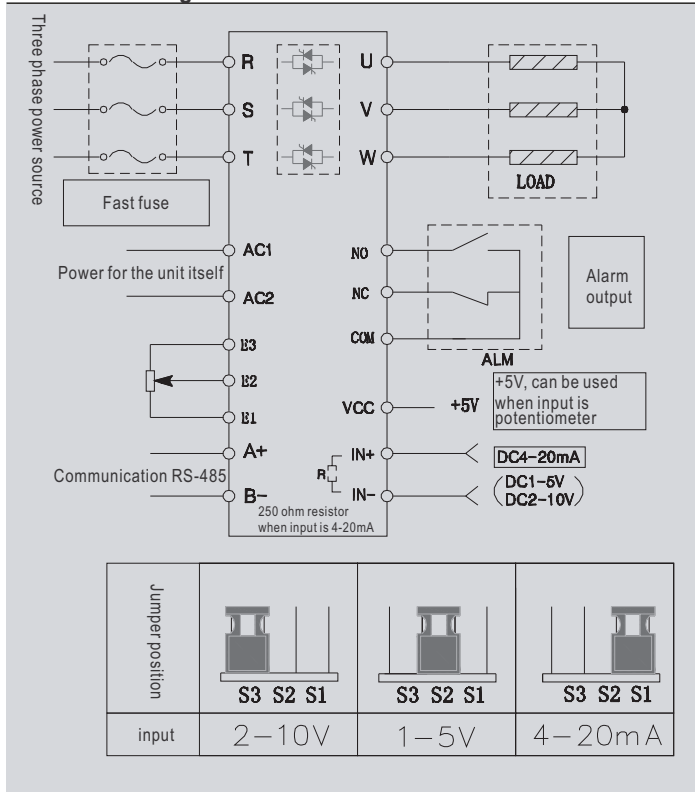 g
Three phase power source
R
U
S
V
T
W
LOAD
Fast fuse
AC1
NO
Power for the unit itself
NC
AC2
Alarm
output
COM
E3
ALM
E2
+5V, can be used
when input is
potentiometer
VCC
+5V
E1
A+
IN+
DC4-20mA
Communication RS-485
R
(DC1-5V
DC2-10V)
B-
IN-
250 ohm resistor
when input is 4-20mA
Jumper position
S3 S2 S1
S3 S2 S1
S3 S2 S1
input
2-10V
1-5V
4-20mA